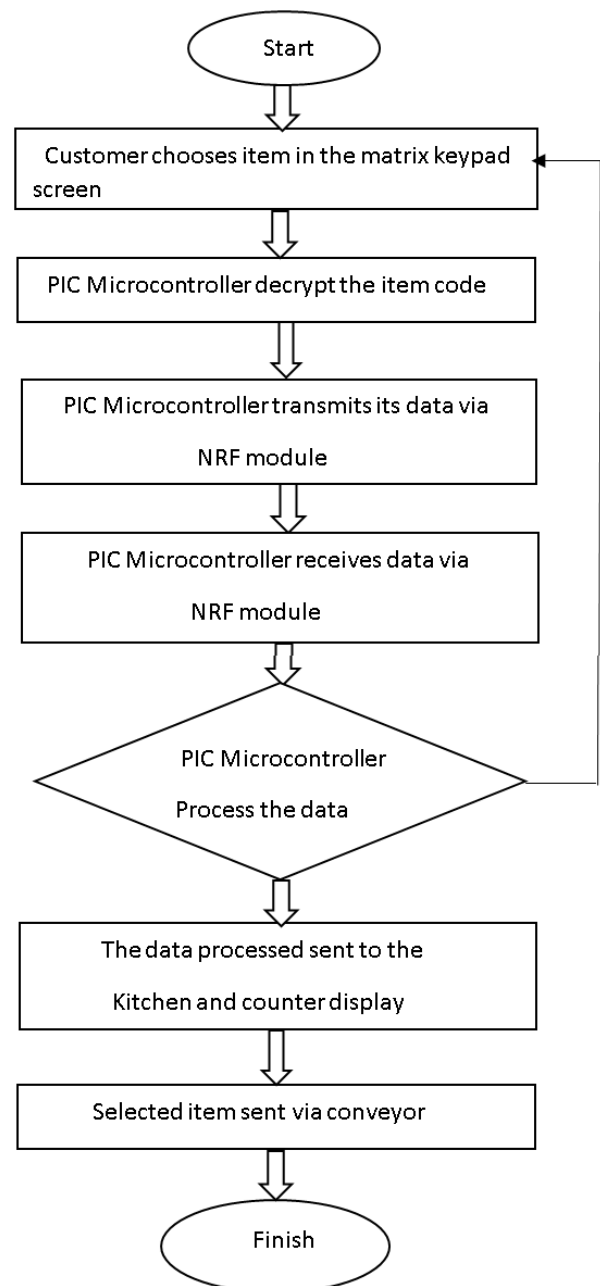 Start
Customer chooses item in the matrix keypad
screen
PIC Microcontroller decrypt the item code
PIC Microcontroller transmits its data via
NRF module
PIC Microcontroller receives data via
NRF module
PIC Microcontroller
Process the data
The data processed sent to the
Kitchen and counter display
Selected item sent via conveyor
Finish